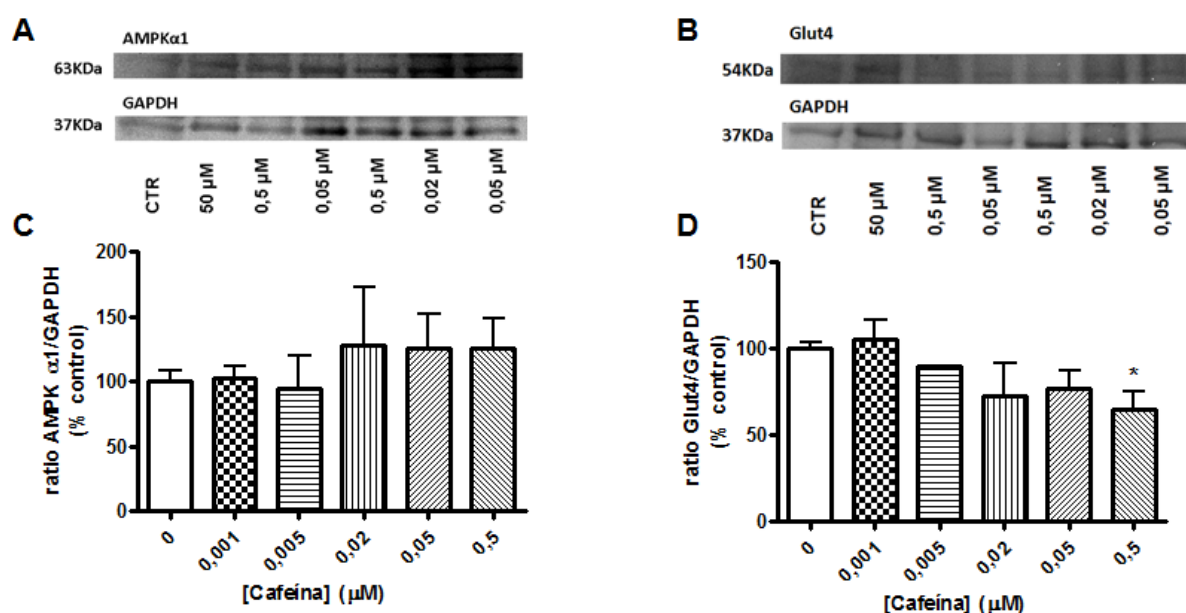 A
AMPKα1
63KDa
GAPDH
37KDa
CTR
50 µM
0,5 µM
0,05 µM
0,5 µM
0,02 µM
0,05 µM
B
Glut4
54KDa
GAPDH
37KDa
CTR
50 µM
0,5 µM
0,05 µM
0,5 µM
0,02 µM
0,05 µM
C
ratio AMPK α1/GAPDH
(% control)
200
150
100
50
0
0
0,001
0,005
0,02
0,05
0,5
[Cafeína] (µM)
D
ratio Glut4/GAPDH
(% control)
150
100
50
0
*
0
0,001
0,005
0,02
0,05
0,5
[Cafeína] (µM)